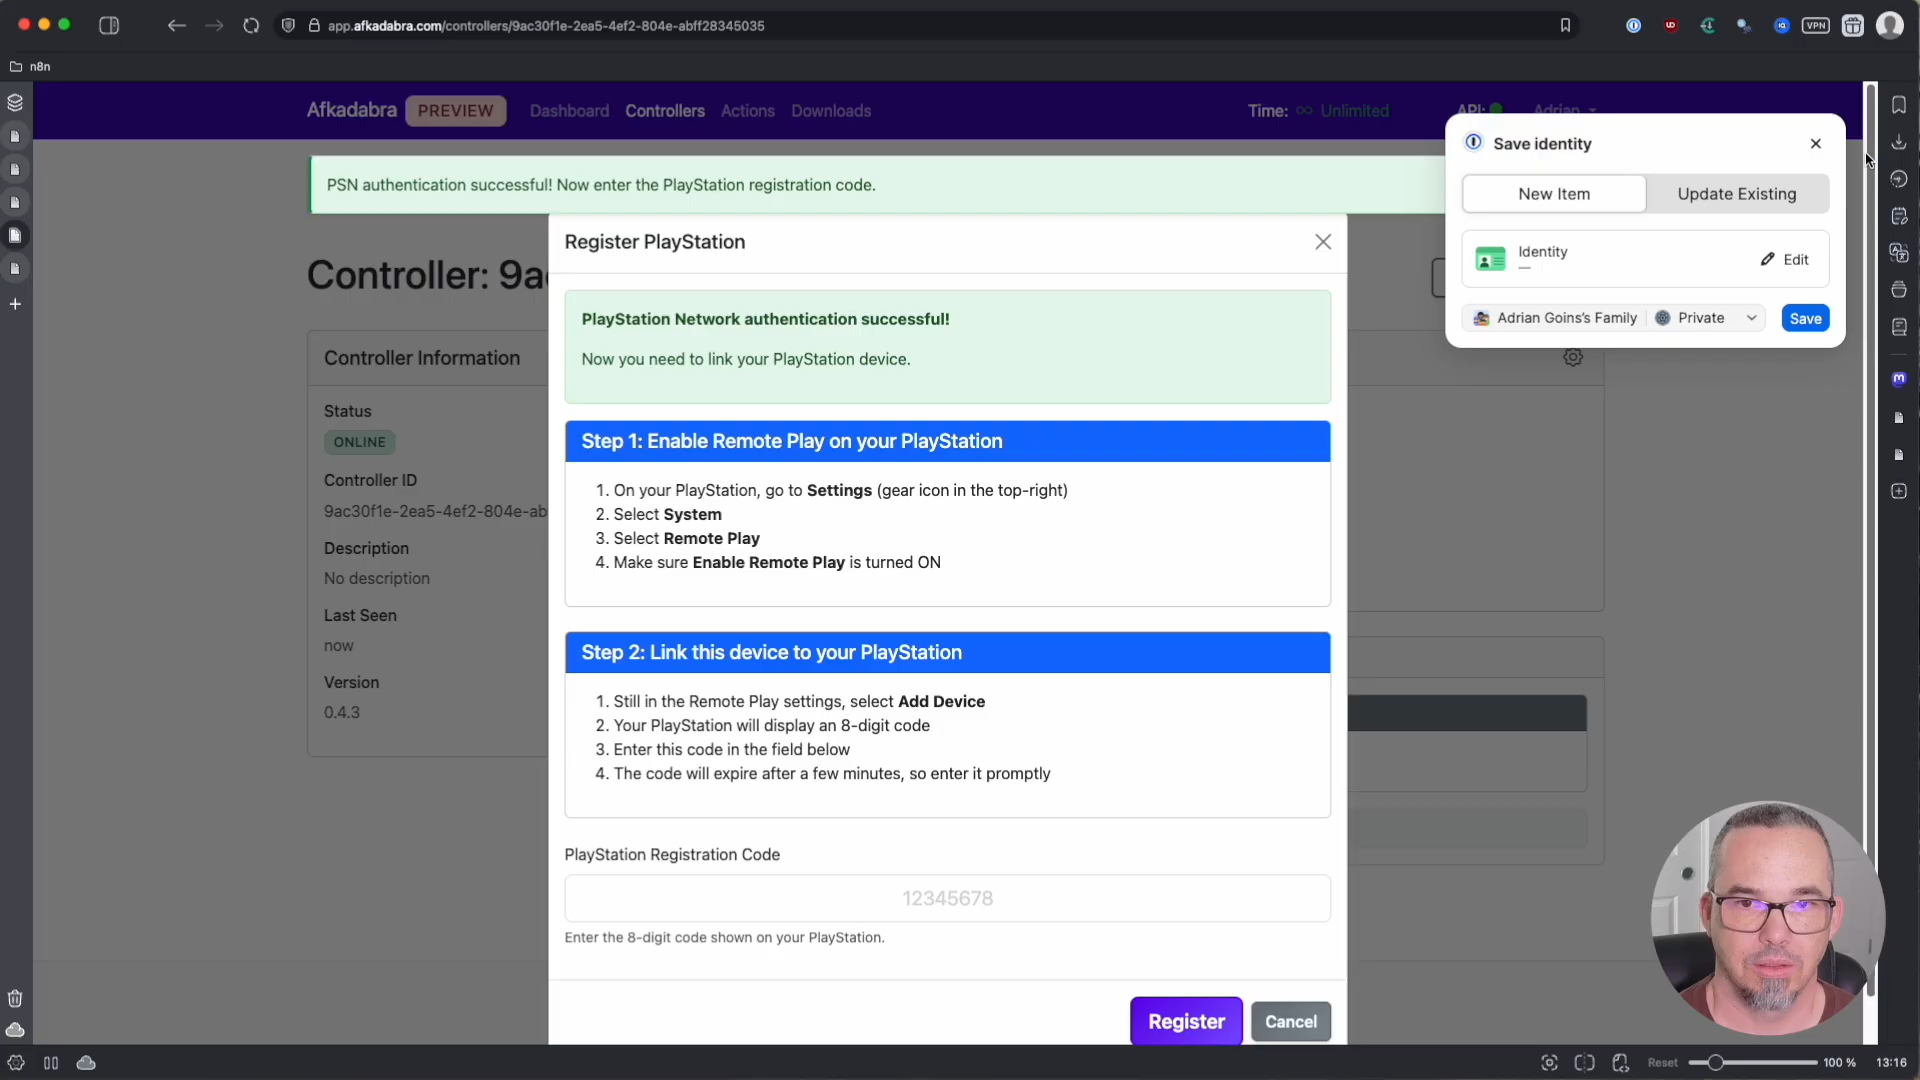 app.afkadabra.com/controllers/9ac30f1e-2ea5-4ef2-804e-abff28345035
VPN
n8n
Afkadabra PREVIEW Dashboard Controllers Actions Downloads Time: ∞ Unlimited API: Adrian
Save identity
New Item Update Existing
Identity
—
Edit
Adrian Goins's Family Private Save
PSN authentication successful! Now enter the PlayStation registration code.
Controller: 9ac
Controller Information
Status
ONLINE
Controller ID
9ac30f1e-2ea5-4ef2-804e-ab
Description
No description
Last Seen
now
Version
0.4.3
Register PlayStation
PlayStation Network authentication successful!
Now you need to link your PlayStation device.
Step 1: Enable Remote Play on your PlayStation
1. On your PlayStation, go to Settings (gear icon in the top-right)
2. Select System
3. Select Remote Play
4. Make sure Enable Remote Play is turned ON
Step 2: Link this device to your PlayStation
1. Still in the Remote Play settings, select Add Device
2. Your PlayStation will display an 8-digit code
3. Enter this code in the field below
4. The code will expire after a few minutes, so enter it promptly
PlayStation Registration Code
12345678
Enter the 8-digit code shown on your PlayStation.
Register Cancel
Reset 100 % 13:16